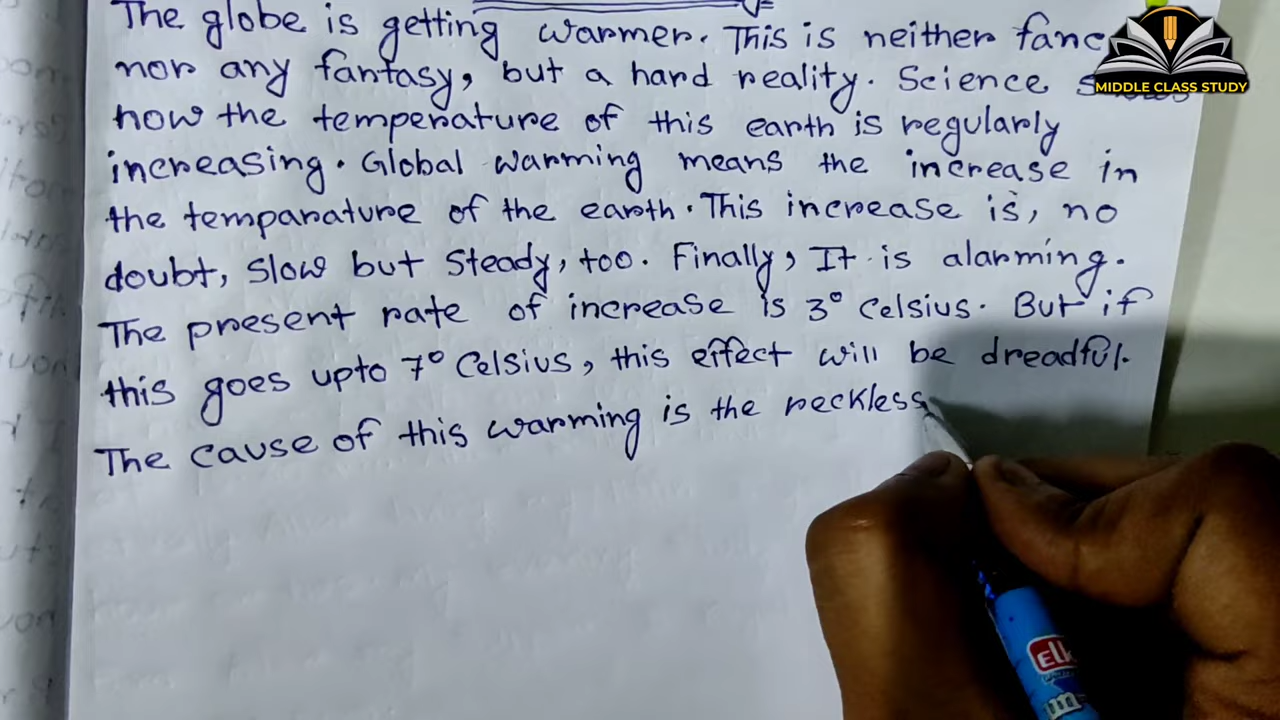 The globe is getting warmer. This is neither fanc
nor any fantasy, but a hard reality. Science
how the temperature of this earth is regularly
increasing. Global warming means the increase in
the temparature of the earth. This increase is, no
doubt, slow but steady, too. Finally, It is alarming.
The present rate of increase is 3° Celsius. But if
this goes upto 7° Celsius, this effect will be dreadful.
The cause of this warming is the reckless
MIDDLE CLASS STUDY